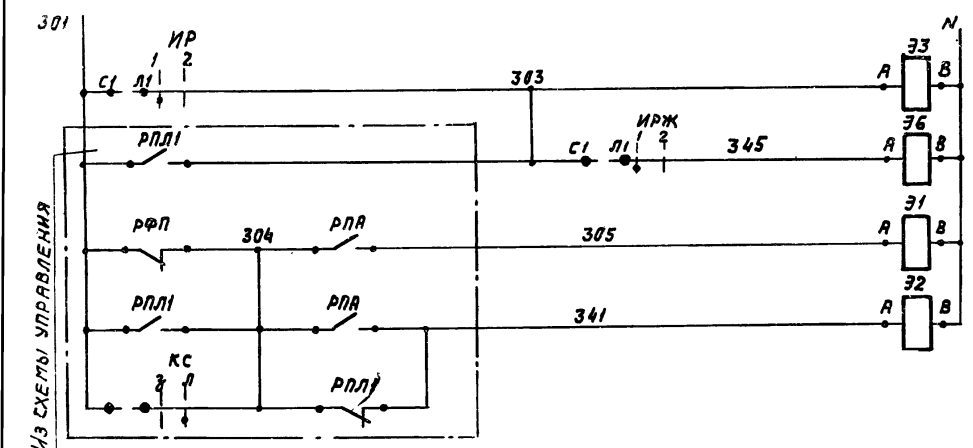 301
N
ИР
1 2
С1 Л1
303
Э3
А В
РПЛ1
ИРЖ
1 2
С1 Л1
345
Э6
А В
РФП
304
РПА
305
Э1
А В
РПЛ1
РПА
341
Э2
А В
КС
Л
РПЛ1
ИЗ СХЕМЫ УПРАВЛЕНИЯ